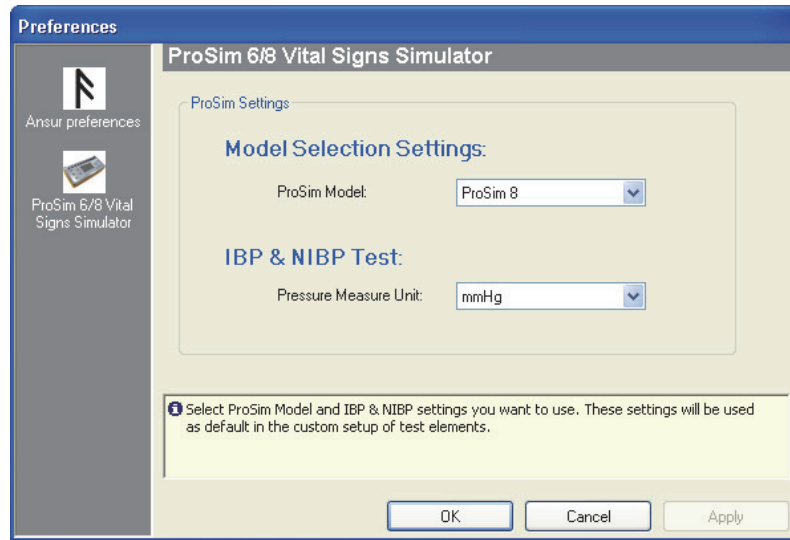 Preferences
Ansur preferences
ProSim 6/8 Vital
Signs Simulator
ProSim 6/8 Vital Signs Simulator
ProSim Settings
Model Selection Settings:
ProSim Model:
ProSim 8
IBP & NIBP Test:
Pressure Measure Unit:
mmHg
Select ProSim Model and IBP & NIBP settings you want to use. These settings will be used
as default in the custom setup of test elements.
OK
Cancel
Apply